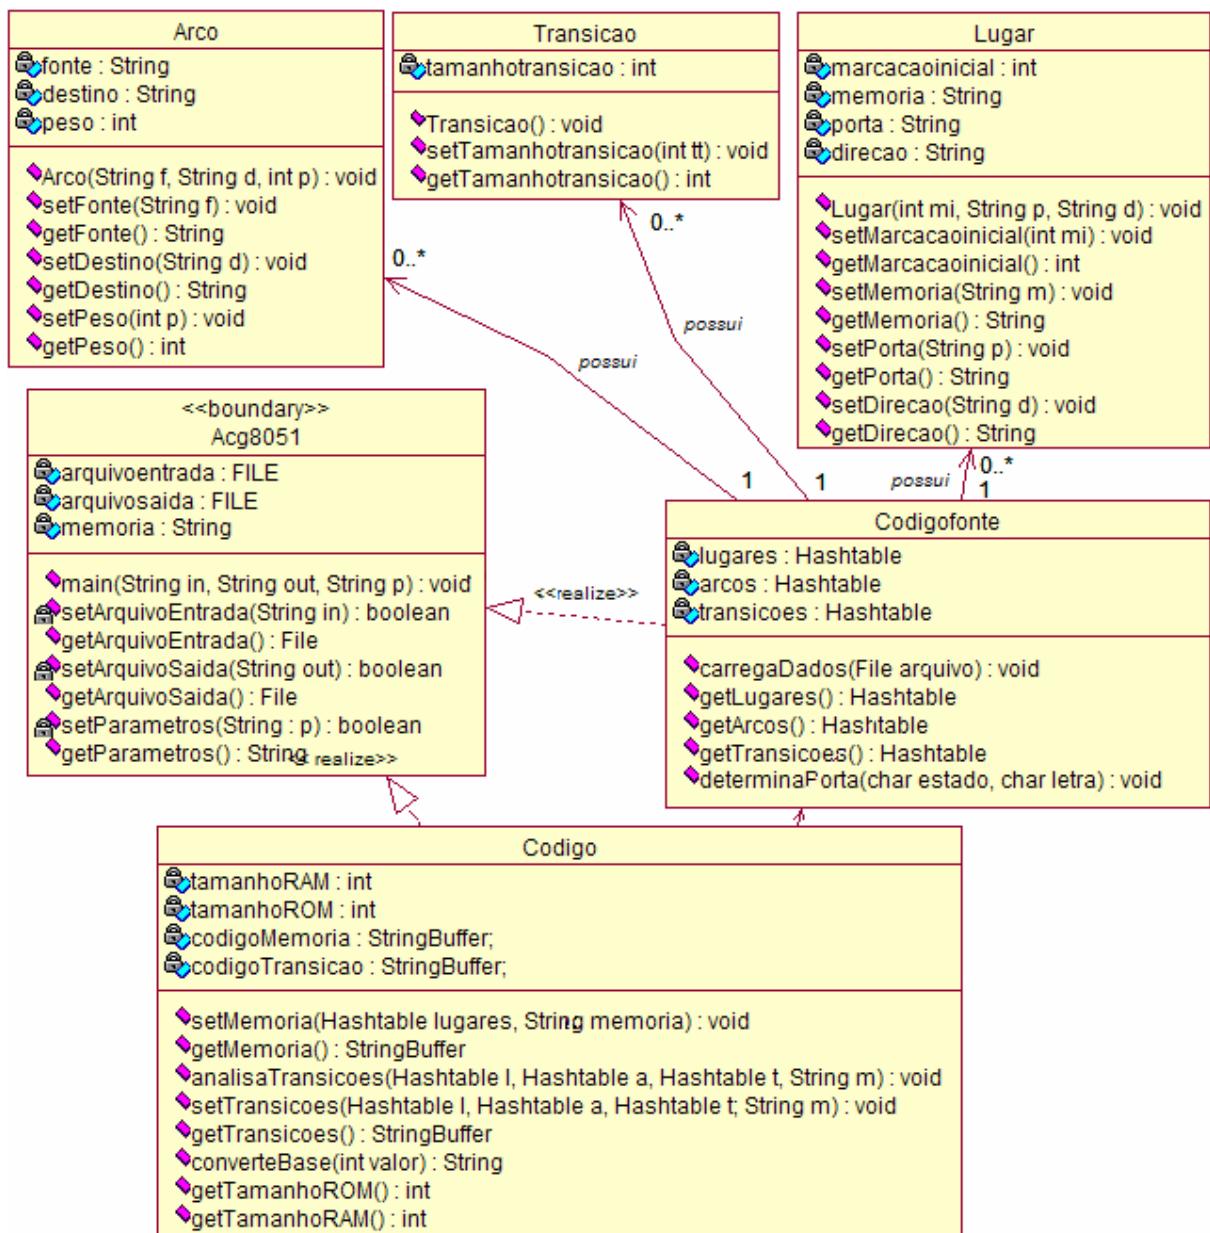 Arco
fonte : String
destino : String
peso : int
Arco(String f, String d, int p) : void
setFonte(String f) : void
getFonte() : String
setDestino(String d) : void
getDestino() : String
setPeso(int p) : void
getPeso() : int
Transicao
tamanhotransicao : int
Transicao() : void
setTamanhotransicao(int tt) : void
getTamanhotransicao() : int
Lugar
marcacaoinicial : int
memoria : String
porta : String
direcao : String
Lugar(int mi, String p, String d) : void
setMarcacaoinicial(int mi) : void
getMarcacaoinicial() : int
setMemoria(String m) : void
getMemoria() : String
setPorta(String p) : void
getPorta() : String
setDirecao(String d) : void
getDirecao() : String
0..*
0..*
possui
possui
possui
0..*
1
1
1
<<boundary>>
Acg8051
arquivoentrada : FILE
arquivosaida : FILE
memoria : String
main(String in, String out, String p) : void
setArquivoEntrada(String in) : boolean
getArquivoEntrada() : File
setArquivoSaida(String out) : boolean
getArquivoSaida() : File
setParametros(String : p) : boolean
getParametros() : String
<<realize>>
<< realize>>
Codigofonte
lugares : Hashtable
arcos : Hashtable
transicoes : Hashtable
carregaDados(File arquivo) : void
getLugares() : Hashtable
getArcos() : Hashtable
getTransicoes() : Hashtable
determinaPorta(char estado, char letra) : void
Codigo
tamanhoRAM : int
tamanhoROM : int
codigoMemoria : StringBuffer;
codigoTransicao : StringBuffer;
setMemoria(Hashtable lugares, String memoria) : void
getMemoria() : StringBuffer
analisaTransicoes(Hashtable l, Hashtable a, Hashtable t, String m) : void
setTransicoes(Hashtable l, Hashtable a, Hashtable t; String m) : void
getTransicoes() : StringBuffer
converteBase(int valor) : String
getTamanhoROM() : int
getTamanhoRAM() : int